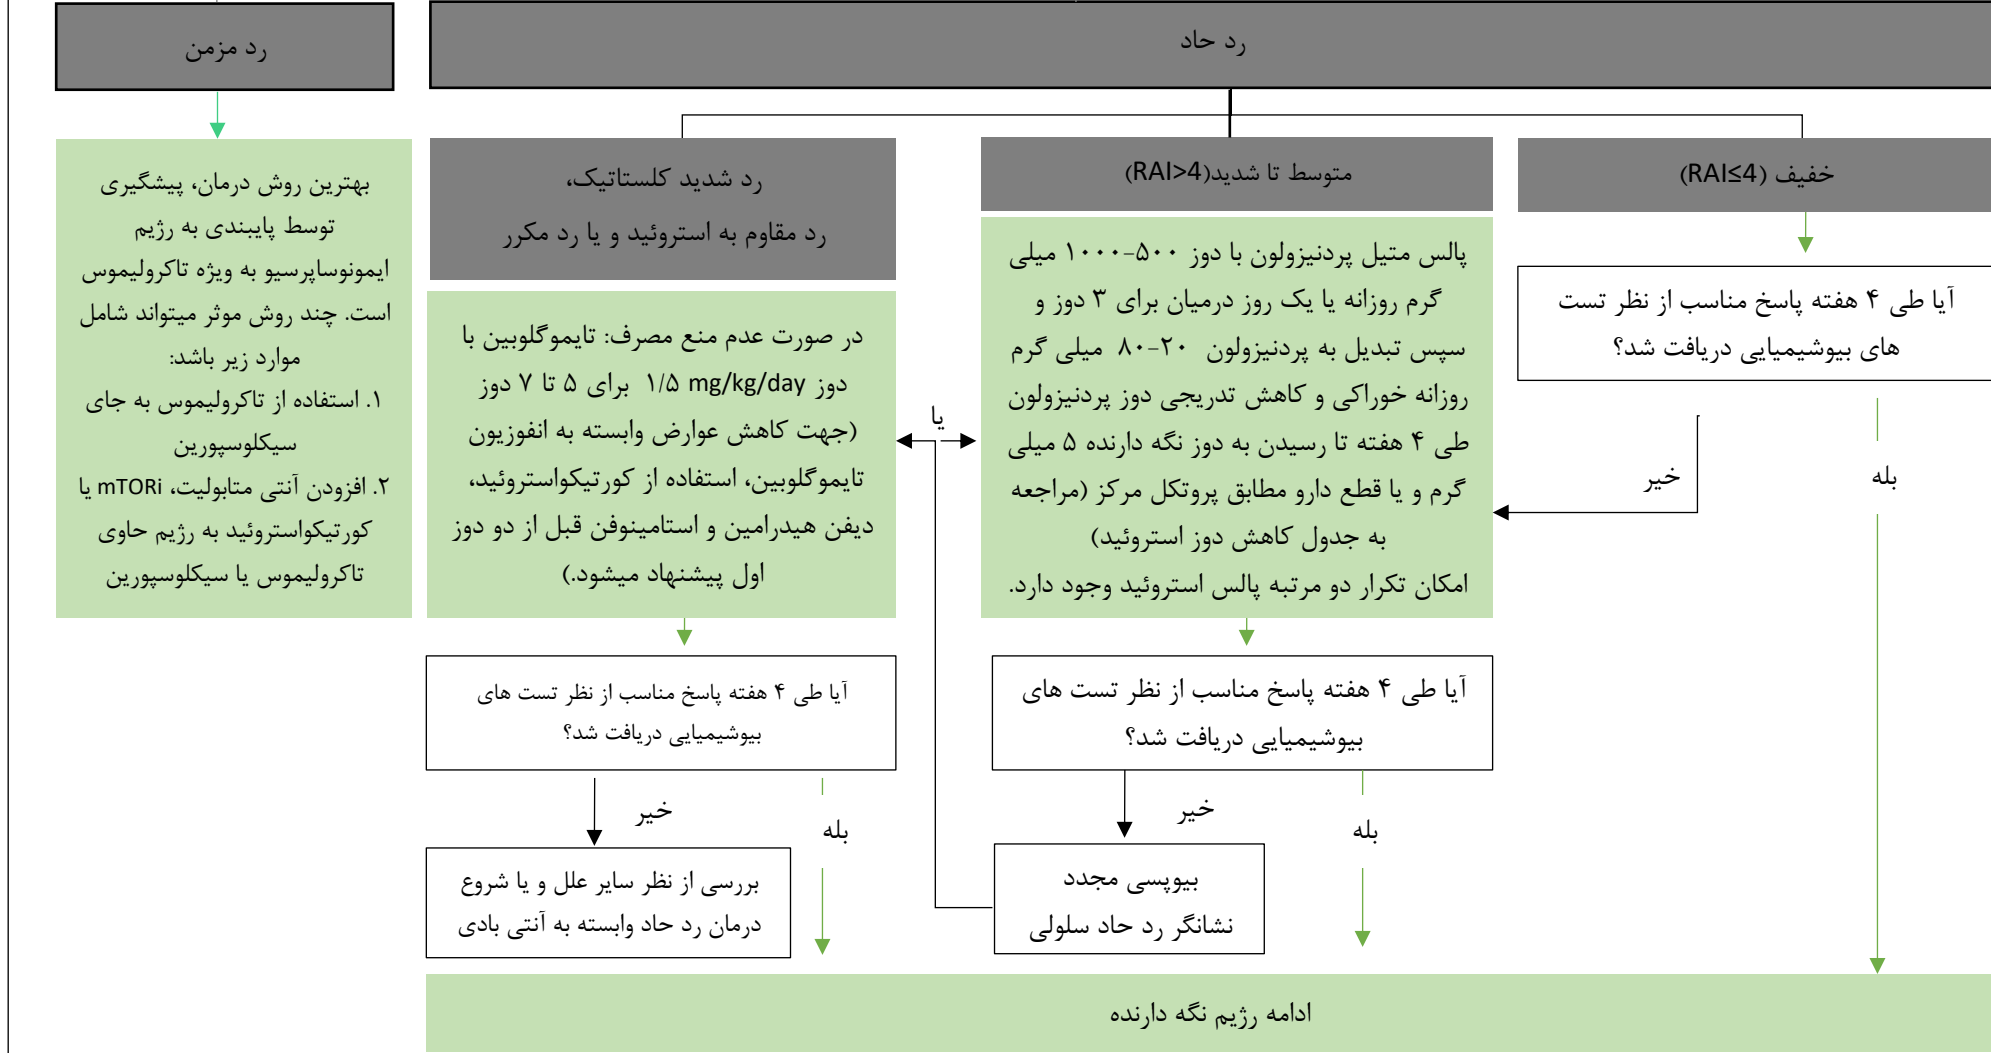 رد حاد
رد مزمن
خفیف (RAI≤4)
متوسط تا شدید(RAI>4)
رد شدید کلستاتیک،
رد مقاوم به استروئید و یا رد مکرر
آیا طی ۴ هفته پاسخ مناسب از نظر تست
های بیوشیمیایی دریافت شد؟
خیر
بله
پالس متیل پردنیزولون با دوز ۵۰۰-۱۰۰۰ میلی
گرم روزانه یا یک روز درمیان برای ۳ دوز و
سپس تبدیل به پردنیزولون ۲۰-۸۰ میلی گرم
روزانه خوراکی و کاهش تدریجی دوز پردنیزولون
طی ۴ هفته تا رسیدن به دوز نگه دارنده ۵ میلی
گرم و یا قطع دارو مطابق پروتکل مرکز (مراجعه
به جدول کاهش دوز استروئید)
امکان تکرار دو مرتبه پالس استروئید وجود دارد.
یا
در صورت عدم منع مصرف: تایموگلوبین با
دوز ۱/۵ mg/kg/day برای ۵ تا ۷ دوز
(جهت کاهش عوارض وابسته به انفوزیون
تایموگلوبین، استفاده از کورتیکواستروئید،
دیفن هیدرامین و استامینوفن قبل از دو دوز
اول پیشنهاد میشود.)
بهترین روش درمان، پیشگیری
توسط پایبندی به رژیم
ایمونوساپرسیو به ویژه تاکرولیموس
است. چند روش موثر میتواند شامل
موارد زیر باشد:
۱. استفاده از تاکرولیموس به جای
سیکلوسپورین
۲. افزودن آنتی متابولیت، mTORi یا
کورتیکواستروئید به رژیم حاوی
تاکرولیموس یا سیکلوسپورین
آیا طی ۴ هفته پاسخ مناسب از نظر تست های
بیوشیمیایی دریافت شد؟
خیر
بله
بیوپسی مجدد
نشانگر رد حاد سلولی
آیا طی ۴ هفته پاسخ مناسب از نظر تست های
بیوشیمیایی دریافت شد؟
خیر
بله
بررسی از نظر سایر علل و یا شروع
درمان رد حاد وابسته به آنتی بادی
ادامه رژیم نگه دارنده